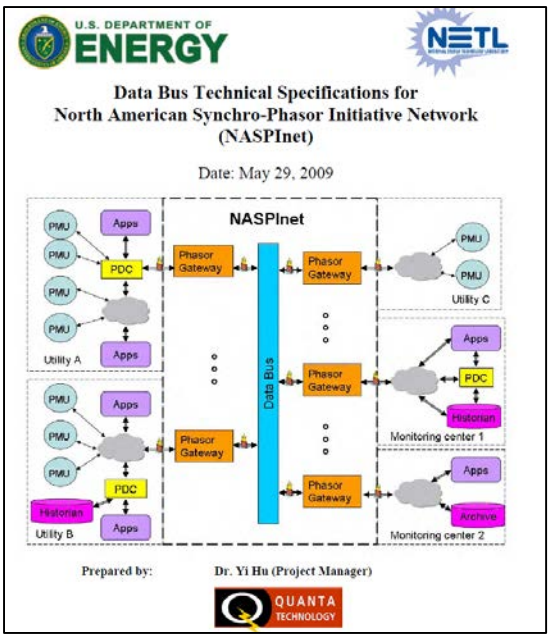 U.S. DEPARTMENT OF
ENERGY
NETL
Data Bus Technical Specifications for
North American Synchro-Phasor Initiative Network
(NASPInet)
Date: May 29, 2009
NASPInet
PMU
PMU
PMU
PMU
Apps
PDC
Apps
Utility A
Phasor
Gateway
Data Bus
Phasor
Gateway
PMU
PMU
Utility C
Phasor
Gateway
Apps
PDC
Historian
Monitoring center 1
PMU
PMU
PMU
Apps
PDC
Historian
Apps
Utility B
Phasor
Gateway
Phasor
Gateway
Apps
Archive
Monitoring center 2
Prepared by: Dr. Yi Hu (Project Manager)
Q
QUANTA
TECHNOLOGY